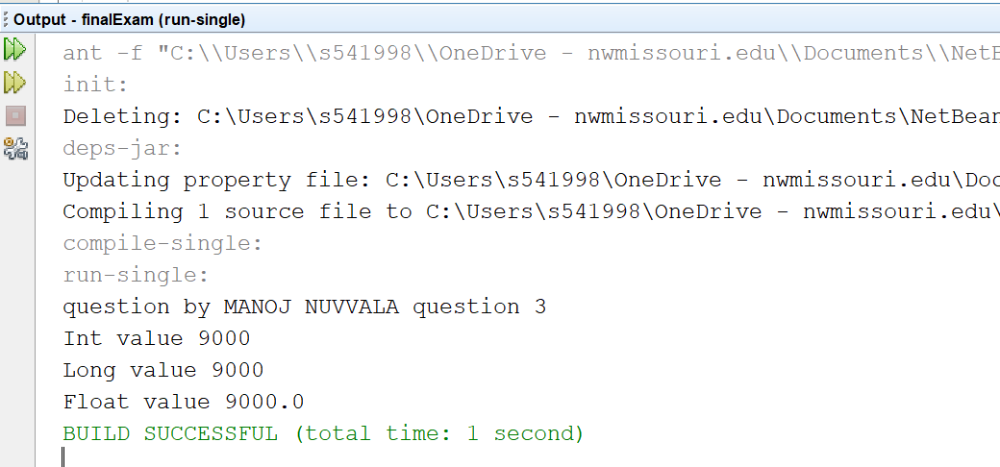 Output - finalExam (run-single)
ant -f "C:\\Users\\s541998\\OneDrive - nwmissouri.edu\\Documents\\NetB
init:
Deleting: C:\Users\s541998\OneDrive - nwmissouri.edu\Documents\NetBean
deps-jar:
Updating property file: C:\Users\s541998\OneDrive - nwmissouri.edu\Doc
Compiling 1 source file to C:\Users\s541998\OneDrive - nwmissouri.edu\
compile-single:
run-single:
question by MANOJ NUVVALA question 3
Int value 9000
Long value 9000
Float value 9000.0
BUILD SUCCESSFUL (total time: 1 second)